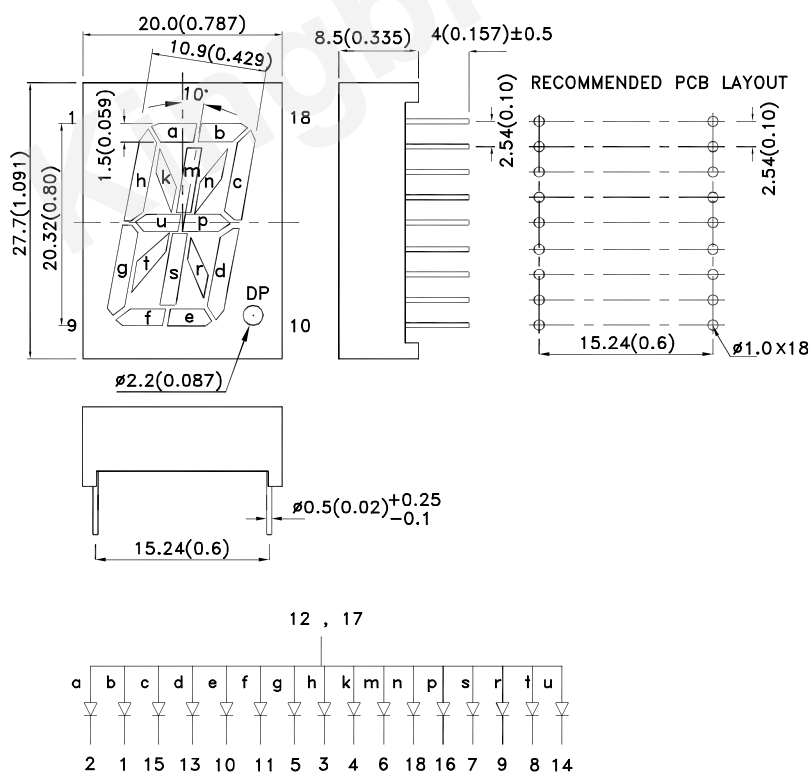 20.0(0.787)
10.9(0.429)
10°
1.5(0.059)
27.7(1.091)
20.32(0.80)
1
18
9
10
a b
h k m n c
u p
g t s r d
f e
DP
ø2.2(0.087)
8.5(0.335)
4(0.157)±0.5
2.54(0.10)
RECOMMENDED PCB LAYOUT
2.54(0.10)
15.24(0.6)
ø1.0X18
ø0.5(0.02)+0.25
-0.1
15.24(0.6)
12 , 17
a b c d e f g h k m n p s r t u
2 1 15 13 10 11 5 3 4 6 18 16 7 9 8 14